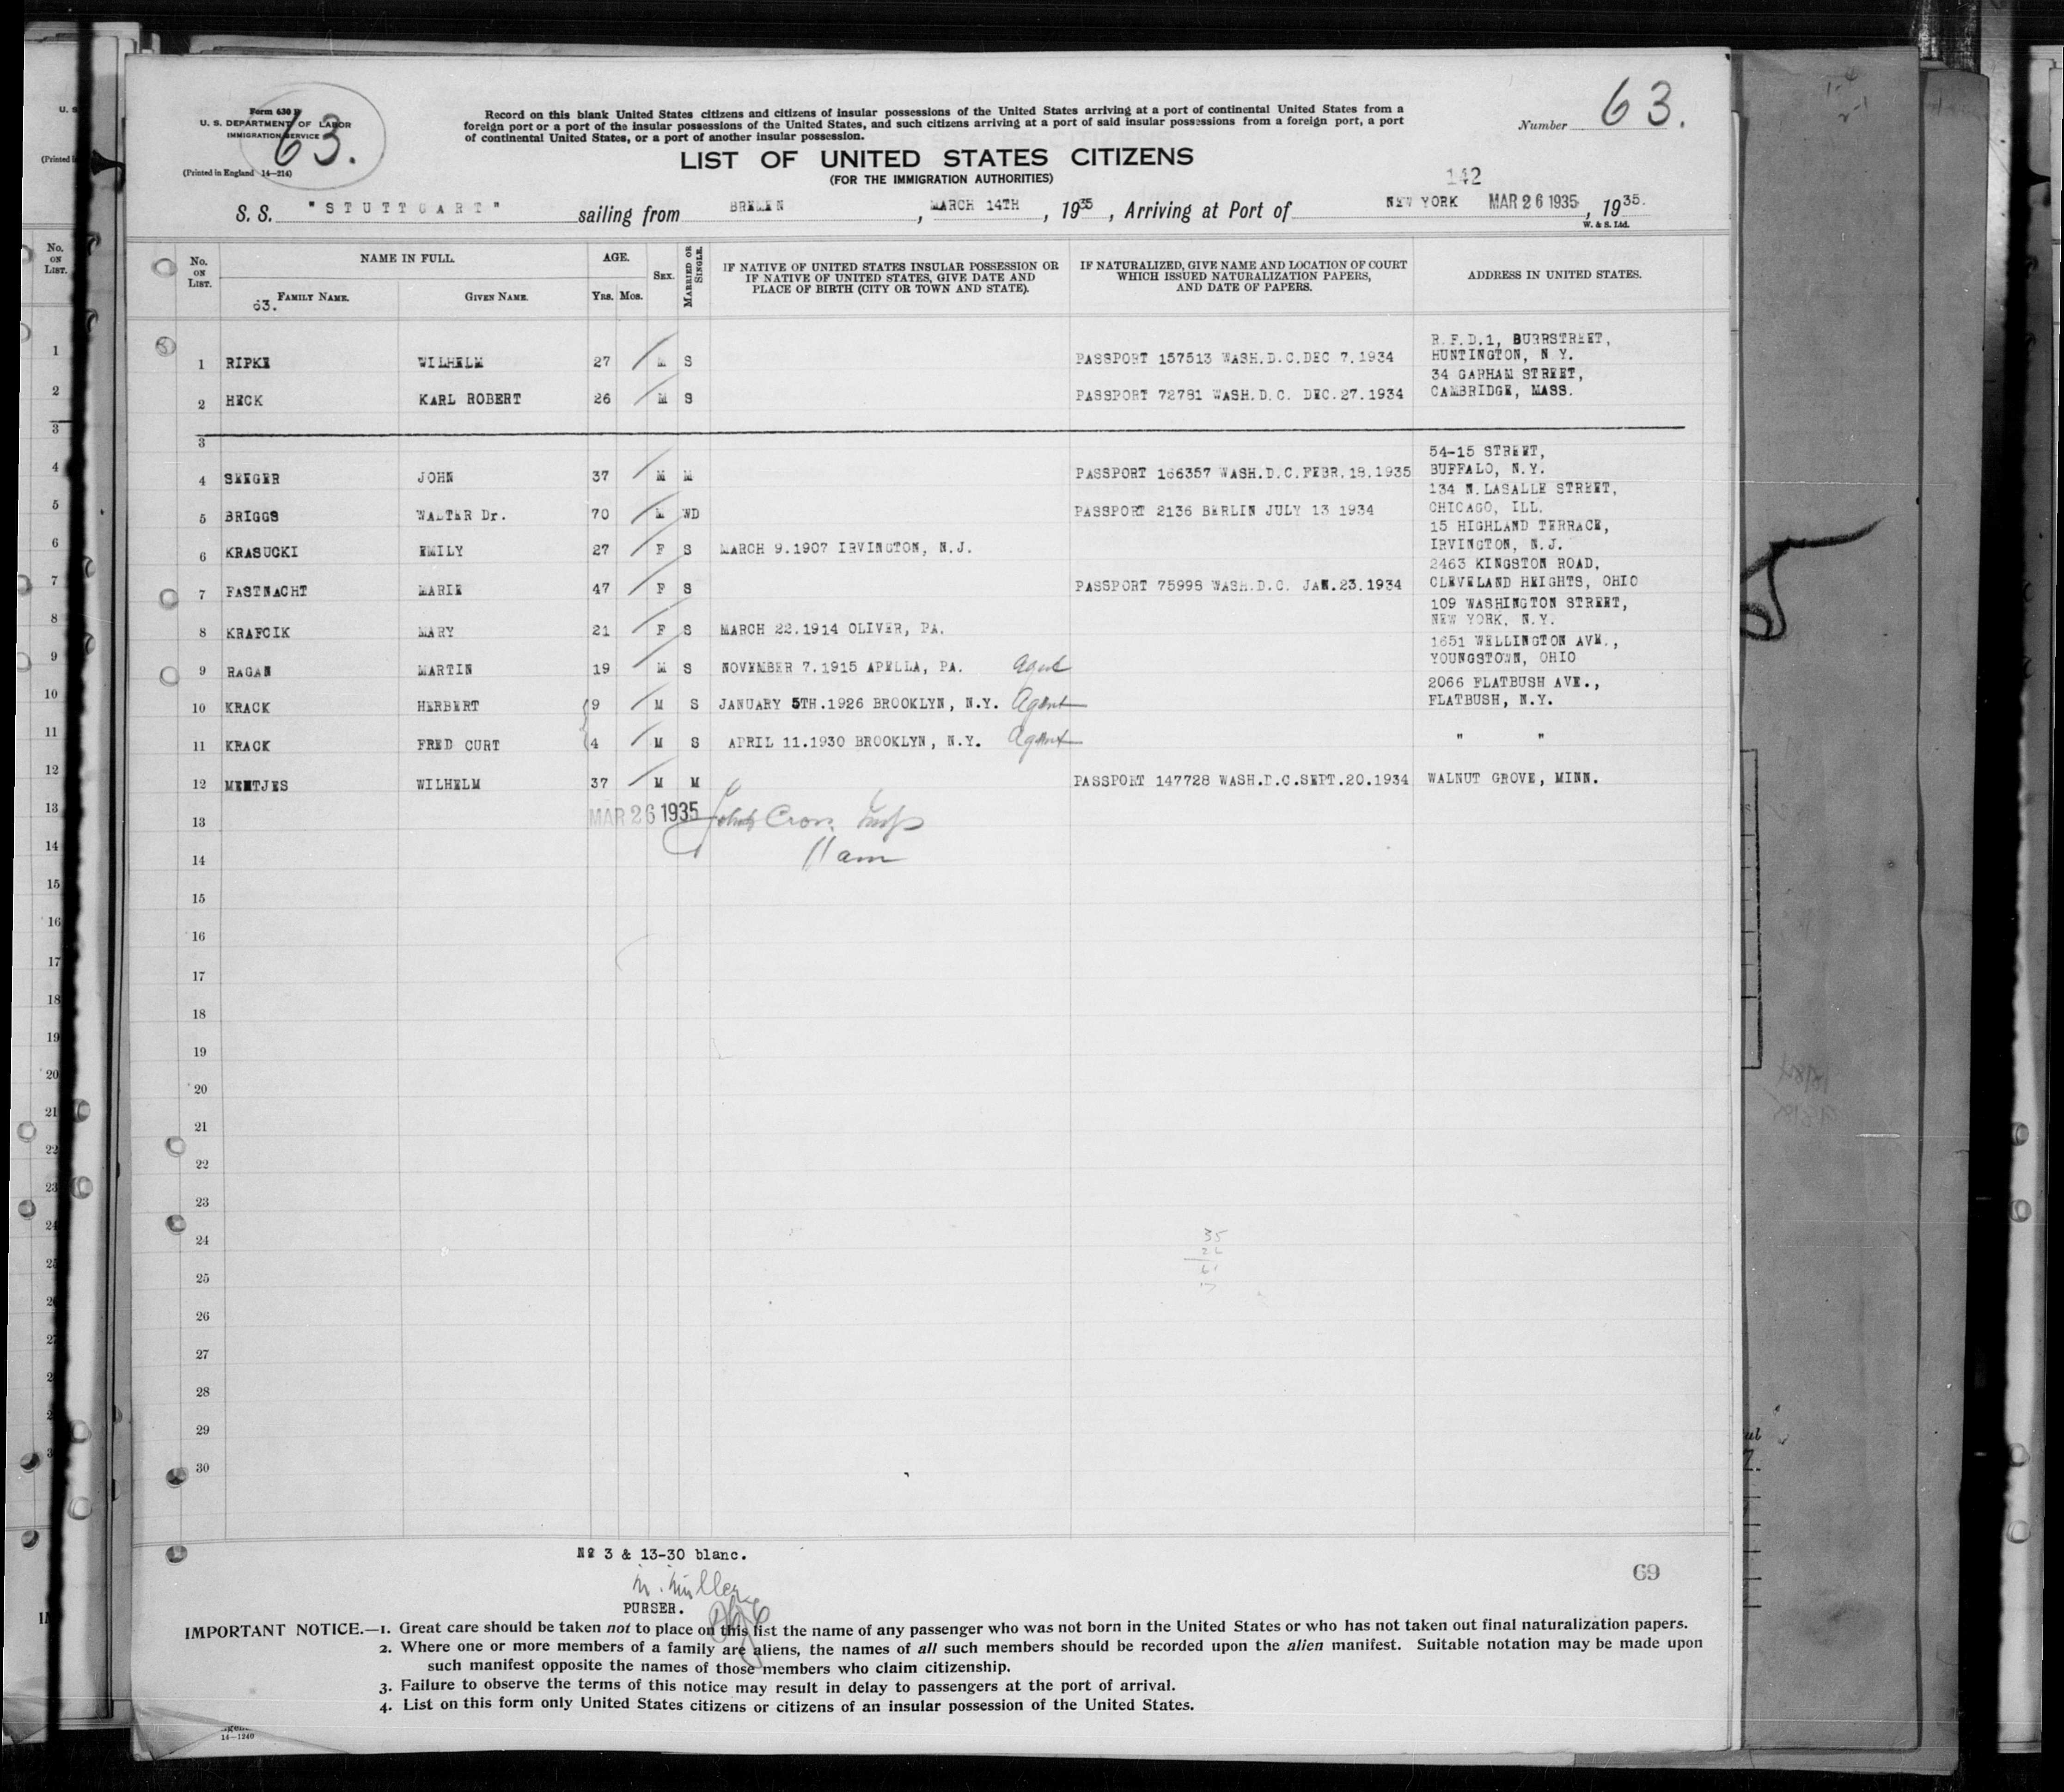 63.
Form 630 B
U. S. DEPARTMENT OF LABOR
IMMIGRATION SERVICE
(Printed in England 14—214)
Record on this blank United States citizens and citizens of insular possessions of the United States arriving at a port of continental United States from a
foreign port or a port of the insular possessions of the United States, and such citizens arriving at a port of said insular possessions from a foreign port, a port
of continental United States, or a port of another insular possession.
Number 63.
LIST OF UNITED STATES CITIZENS
(FOR THE IMMIGRATION AUTHORITIES)
142
S. S. "STUTTGART" sailing from BREMEN, MARCH 14TH, 1935, Arriving at Port of NEW YORK MAR 26 1935, 1935.
W. & S. Ltd.
No. ON LIST. NAME IN FULL. AGE. SEX. MARRIED OR SINGLE. IF NATIVE OF UNITED STATES INSULAR POSSESSION OR IF NATIVE OF UNITED STATES, GIVE DATE AND PLACE OF BIRTH (CITY OR TOWN AND STATE). IF NATURALIZED, GIVE NAME AND LOCATION OF COURT WHICH ISSUED NATURALIZATION PAPERS, AND DATE OF PAPERS. ADDRESS IN UNITED STATES.
63. FAMILY NAME. GIVEN NAME. YRS. MOS.
1 RIPKE WILHELM 27 M S PASSPORT 157513 WASH.D.C.DEC 7.1934 R.F.D.1, BURRSTREET, HUNTINGTON, N Y.
2 HECK KARL ROBERT 26 M S PASSPORT 72781 WASH.D.C. DEC.27.1934 34 GARHAM STREET, CAMBRIDGE, MASS.
3
4 SEEGER JOHN 37 M M PASSPORT 166357 WASH.D.C.FEBR.18.1935 54-15 STREET, BUFFALO, N.Y.
5 BRIGGS WALTER Dr. 70 M WD PASSPORT 2136 BERLIN JULY 13 1934 134 N.LASALLE STREET, CHICAGO, ILL.
6 KRASUCKI EMILY 27 F S MARCH 9.1907 IRVINGTON, N.J. 15 HIGHLAND TERRACE, IRVINGTON, N.J.
7 FASTNACHT MARIE 47 F S PASSPORT 75998 WASH.D.C. JAN.23.1934 2463 KINGSTON ROAD, CLEVELAND HEIGHTS, OHIO
8 KRAFCIK MARY 21 F S MARCH 22.1914 OLIVER, PA. 109 WASHINGTON STREET, NEW YORK, N.Y.
9 RAGAN MARTIN 19 M S NOVEMBER 7.1915 APELLA, PA. Agent 1651 WELLINGTON AVE., YOUNGSTOWN, OHIO
10 KRACK HERBERT 9 M S JANUARY 5TH.1926 BROOKLYN, N.Y. Agent 2066 FLATBUSH AVE., FLATBUSH, N.Y.
11 KRACK FRED CURT 4 M S APRIL 11.1930 BROOKLYN, N.Y. Agent " "
12 MENTJES WILHELM 37 M M PASSPORT 147728 WASH.D.C.SEPT.20.1934 WALNUT GROVE, MINN.
13 MAR 26 1935
14 11 am
15
16
17
18
19
20
21
22
23
24 35
25
26
27
28
29
30
№ 3 & 13-30 blanc.
69
PURSER.
IMPORTANT NOTICE.—1. Great care should be taken not to place on this list the name of any passenger who was not born in the United States or who has not taken out final naturalization papers.
2. Where one or more members of a family are aliens, the names of all such members should be recorded upon the alien manifest. Suitable notation may be made upon
such manifest opposite the names of those members who claim citizenship.
3. Failure to observe the terms of this notice may result in delay to passengers at the port of arrival.
4. List on this form only United States citizens or citizens of an insular possession of the United States.
14—1240